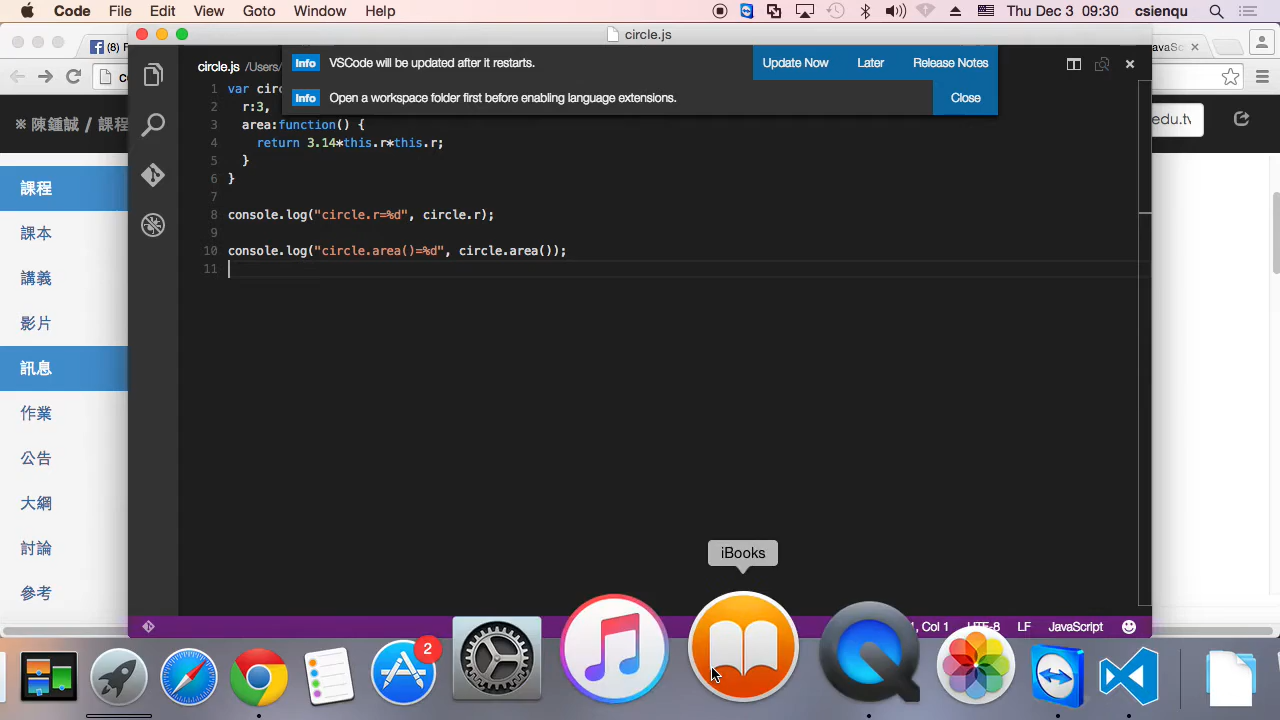 Code File Edit View Goto Window Help Thu Dec 3 09:30 csienqu
circle.js
(8)
edu.tv
※ 陳鍾誠 / 課程
課程
課本
講義
影片
訊息
作業
公告
大綱
討論
參考
circle.js /Users/
Info VSCode will be updated after it restarts. Update Now Later Release Notes
Info Open a workspace folder first before enabling language extensions. Close
1 var circ
2 r:3,
3 area:function() {
4 return 3.14*this.r*this.r;
5 }
6 }
7
8 console.log("circle.r=%d", circle.r);
9
10 console.log("circle.area()=%d", circle.area());
11
iBooks
, Col 1 UTF-8 LF JavaScript
2